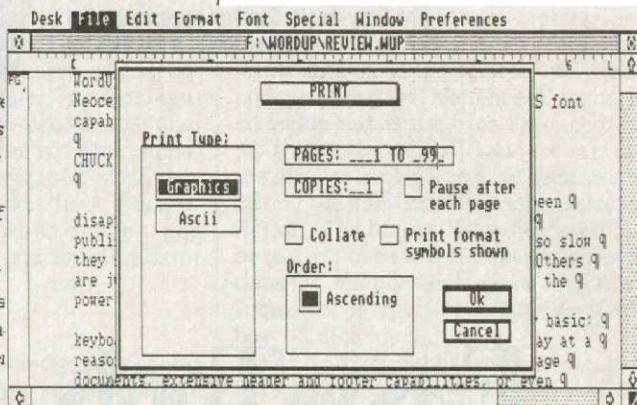 Desk File Edit Format Font Special Window Preferences
F:\WORDUP\REVIEW.WUP
6 L
PRINT
Neoce S font
capab
Print Type:
¶
PAGES: ___1 TO _99_
CHUCK
¶
Graphics
COPIES:__1
Pause after
each page
een ¶
Ascii
disap
¶
publi
Collate
Print format
symbols shown
so slow ¶
they
Others ¶
Order:
are j
the ¶
power
Ascending
Ok
basic: ¶
Cancel
keybo
ay at a ¶
reaso
age ¶
documents, extensive header and footer capabilities, or even ¶